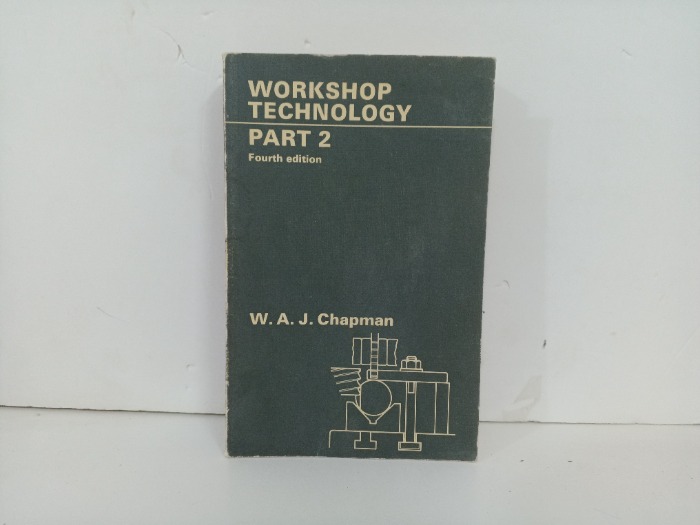 WORKSHOP
TECHNOLOGY
PART 2
Fourth edition
W. A. J. Chapman